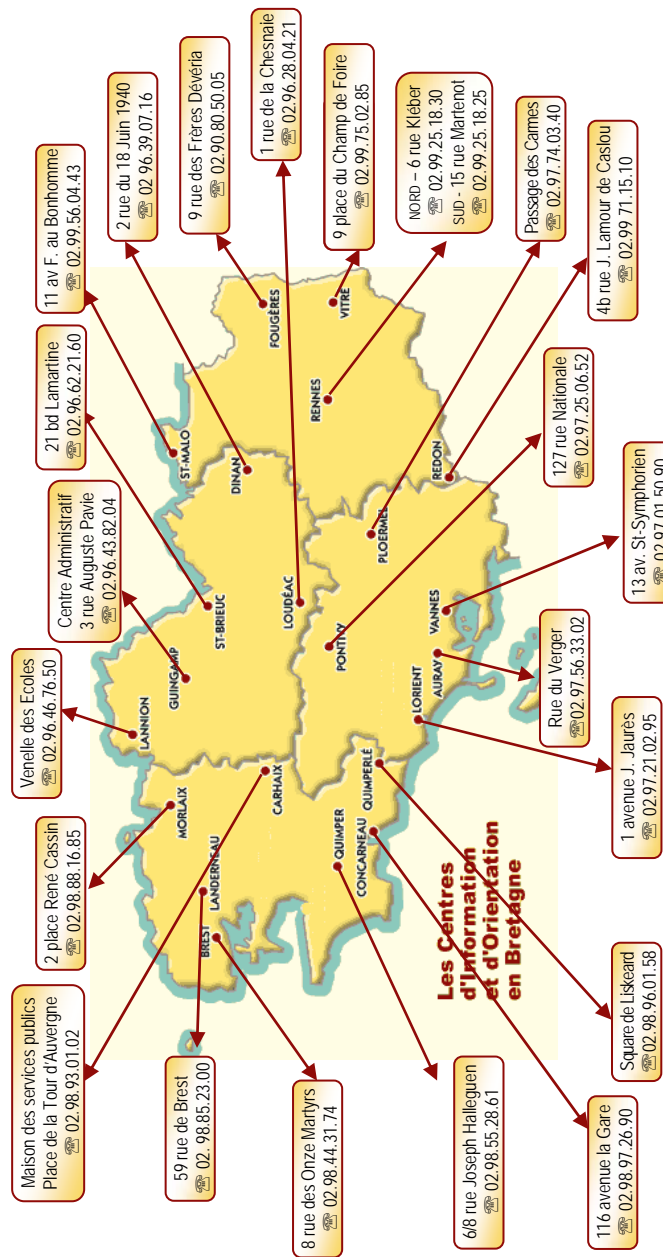 Maison des services publics
Place de la Tour d'Auvergne
☏ 02.98.93.01.02
2 place René Cassin
☏ 02.98.88.16.85
Venelle des Ecoles
☏ 02.96.46.76.50
Centre Administratif
3 rue Auguste Pavie
☏ 02.96.43.82.04
21 bd Lamartine
☏ 02.96.62.21.60
11 av F. au Bonhomme
☏ 02.99.56.04.43
2 rue du 18 Juin 1940
☏ 02 96.39.07.16
9 rue des Frères Dévéria
☏ 02.90.80.50.05
1 rue de la Chesnaie
☏ 02.96.28.04.21
9 place du Champ de Foire
☏ 02.99.75.02.85
NORD – 6 rue Kléber
☏ 02.99.25.18.30
SUD - 15 rue Martenot
☏ 02.99.25.18.25
Passage des Carmes
☏ 02.97.74.03.40
4b rue J. Lamour de Caslou
☏ 02.99 71.15.10
127 rue Nationale
☏ 02.97.25.06.52
13 av. St-Symphorien
☏ 02.97.01.50.90
Rue du Verger
☏ 02.97.56.33.02
1 avenue J. Jaurès
☏ 02.97.21.02.95
Square de Liskeard
☏ 02.98.96.01.58
116 avenue la Gare
☏ 02.98.97.26.90
6/8 rue Joseph Halleguen
☏ 02.98.55.28.61
8 rue des Onze Martyrs
☏ 02.98.44.31.74
59 rue de Brest
☏ 02. 98.85.23.00
LANNION
MORLAIX
GUINGAMP
ST-BRIEUC
ST-MALO
DINAN
FOUGÈRES
VITRÉ
RENNES
LANDERNEAU
BREST
CARHAIX
LOUDÉAC
PONTIVY
PLOERMEL
REDON
VANNES
AURAY
LORIENT
QUIMPERLÉ
QUIMPER
CONCARNEAU
Les Centres
d'Information
et d'Orientation
en Bretagne